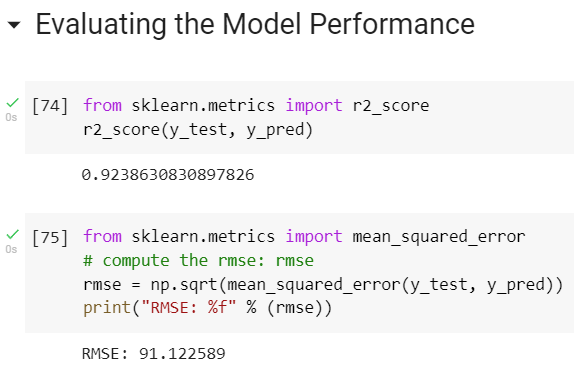 Evaluating the Model Performance
[74] from sklearn.metrics import r2_score
0s
r2_score(y_test, y_pred)
0.9238630830897826
[75] from sklearn.metrics import mean_squared_error
0s
# compute the rmse: rmse
rmse = np.sqrt(mean_squared_error(y_test, y_pred))
print("RMSE: %f" % (rmse))
RMSE: 91.122589